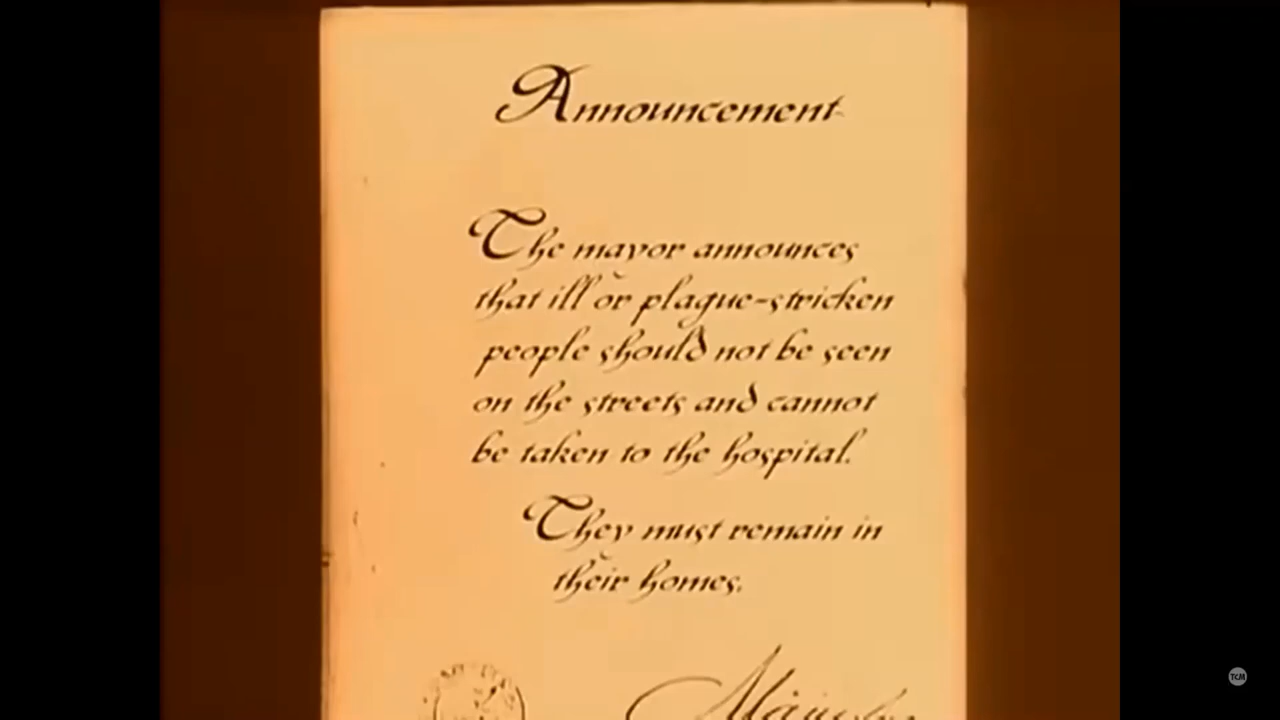 Announcement
The mayor announces
that ill or plague-stricken
people should not be seen
on the streets and cannot
be taken to the hospital.
They must remain in
their homes.
TCM